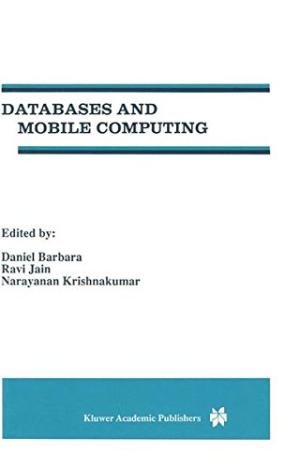 DATABASES AND
MOBILE COMPUTING
Edited by:
Daniel Barbara
Ravi Jain
Narayanan Krishnakumar
Kluwer Academic Publishers